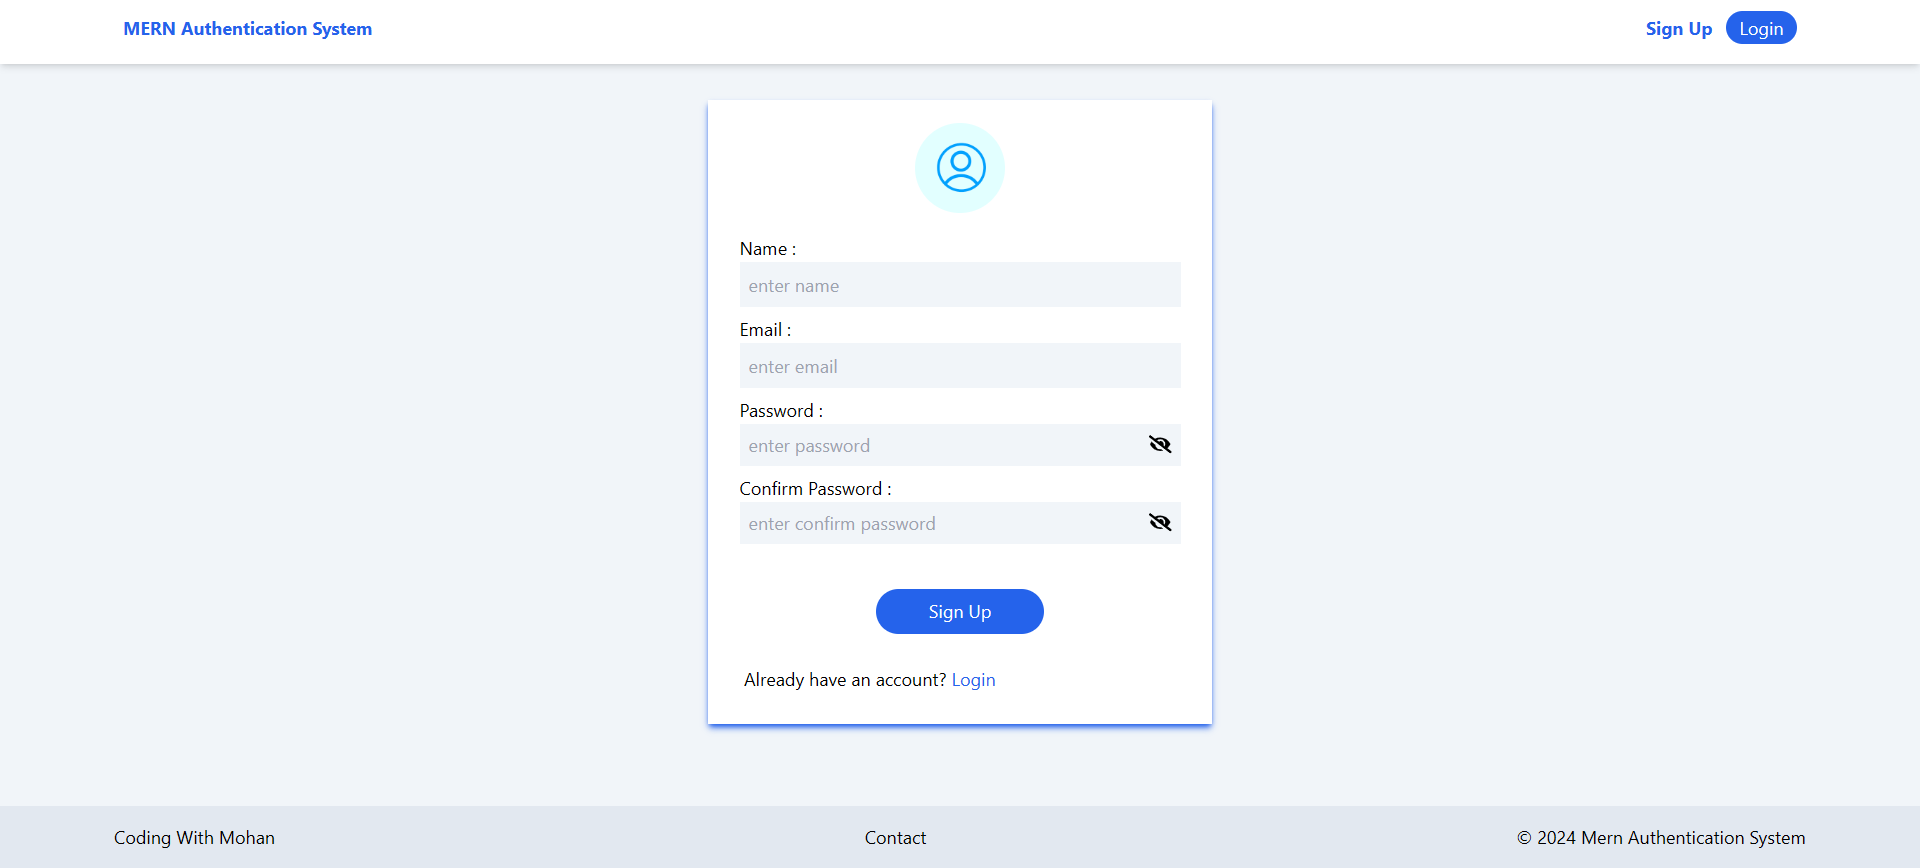 MERN Authentication System
Sign Up
Login
Name :
enter name
Email :
enter email
Password :
enter password
Confirm Password :
enter confirm password
Sign Up
Already have an account? Login
Coding With Mohan
Contact
© 2024 Mern Authentication System